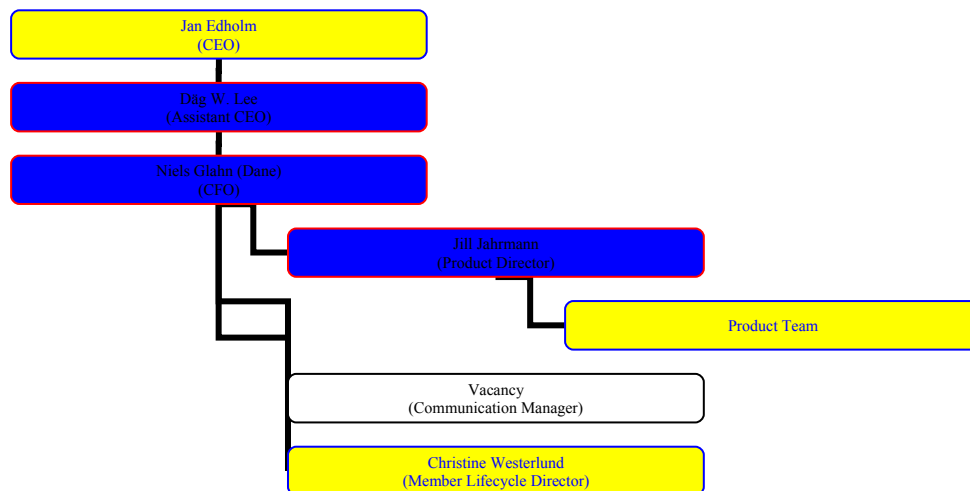 Jan Edholm
(CEO)
Dag W. Lee
(Assistant CEO)
Niels Glahn (Dane)
(CFO)
Jill Jahrmann
(Product Director)
Product Team
Vacancy
(Communication Manager)
Christine Westerlund
(Member Lifecycle Director)